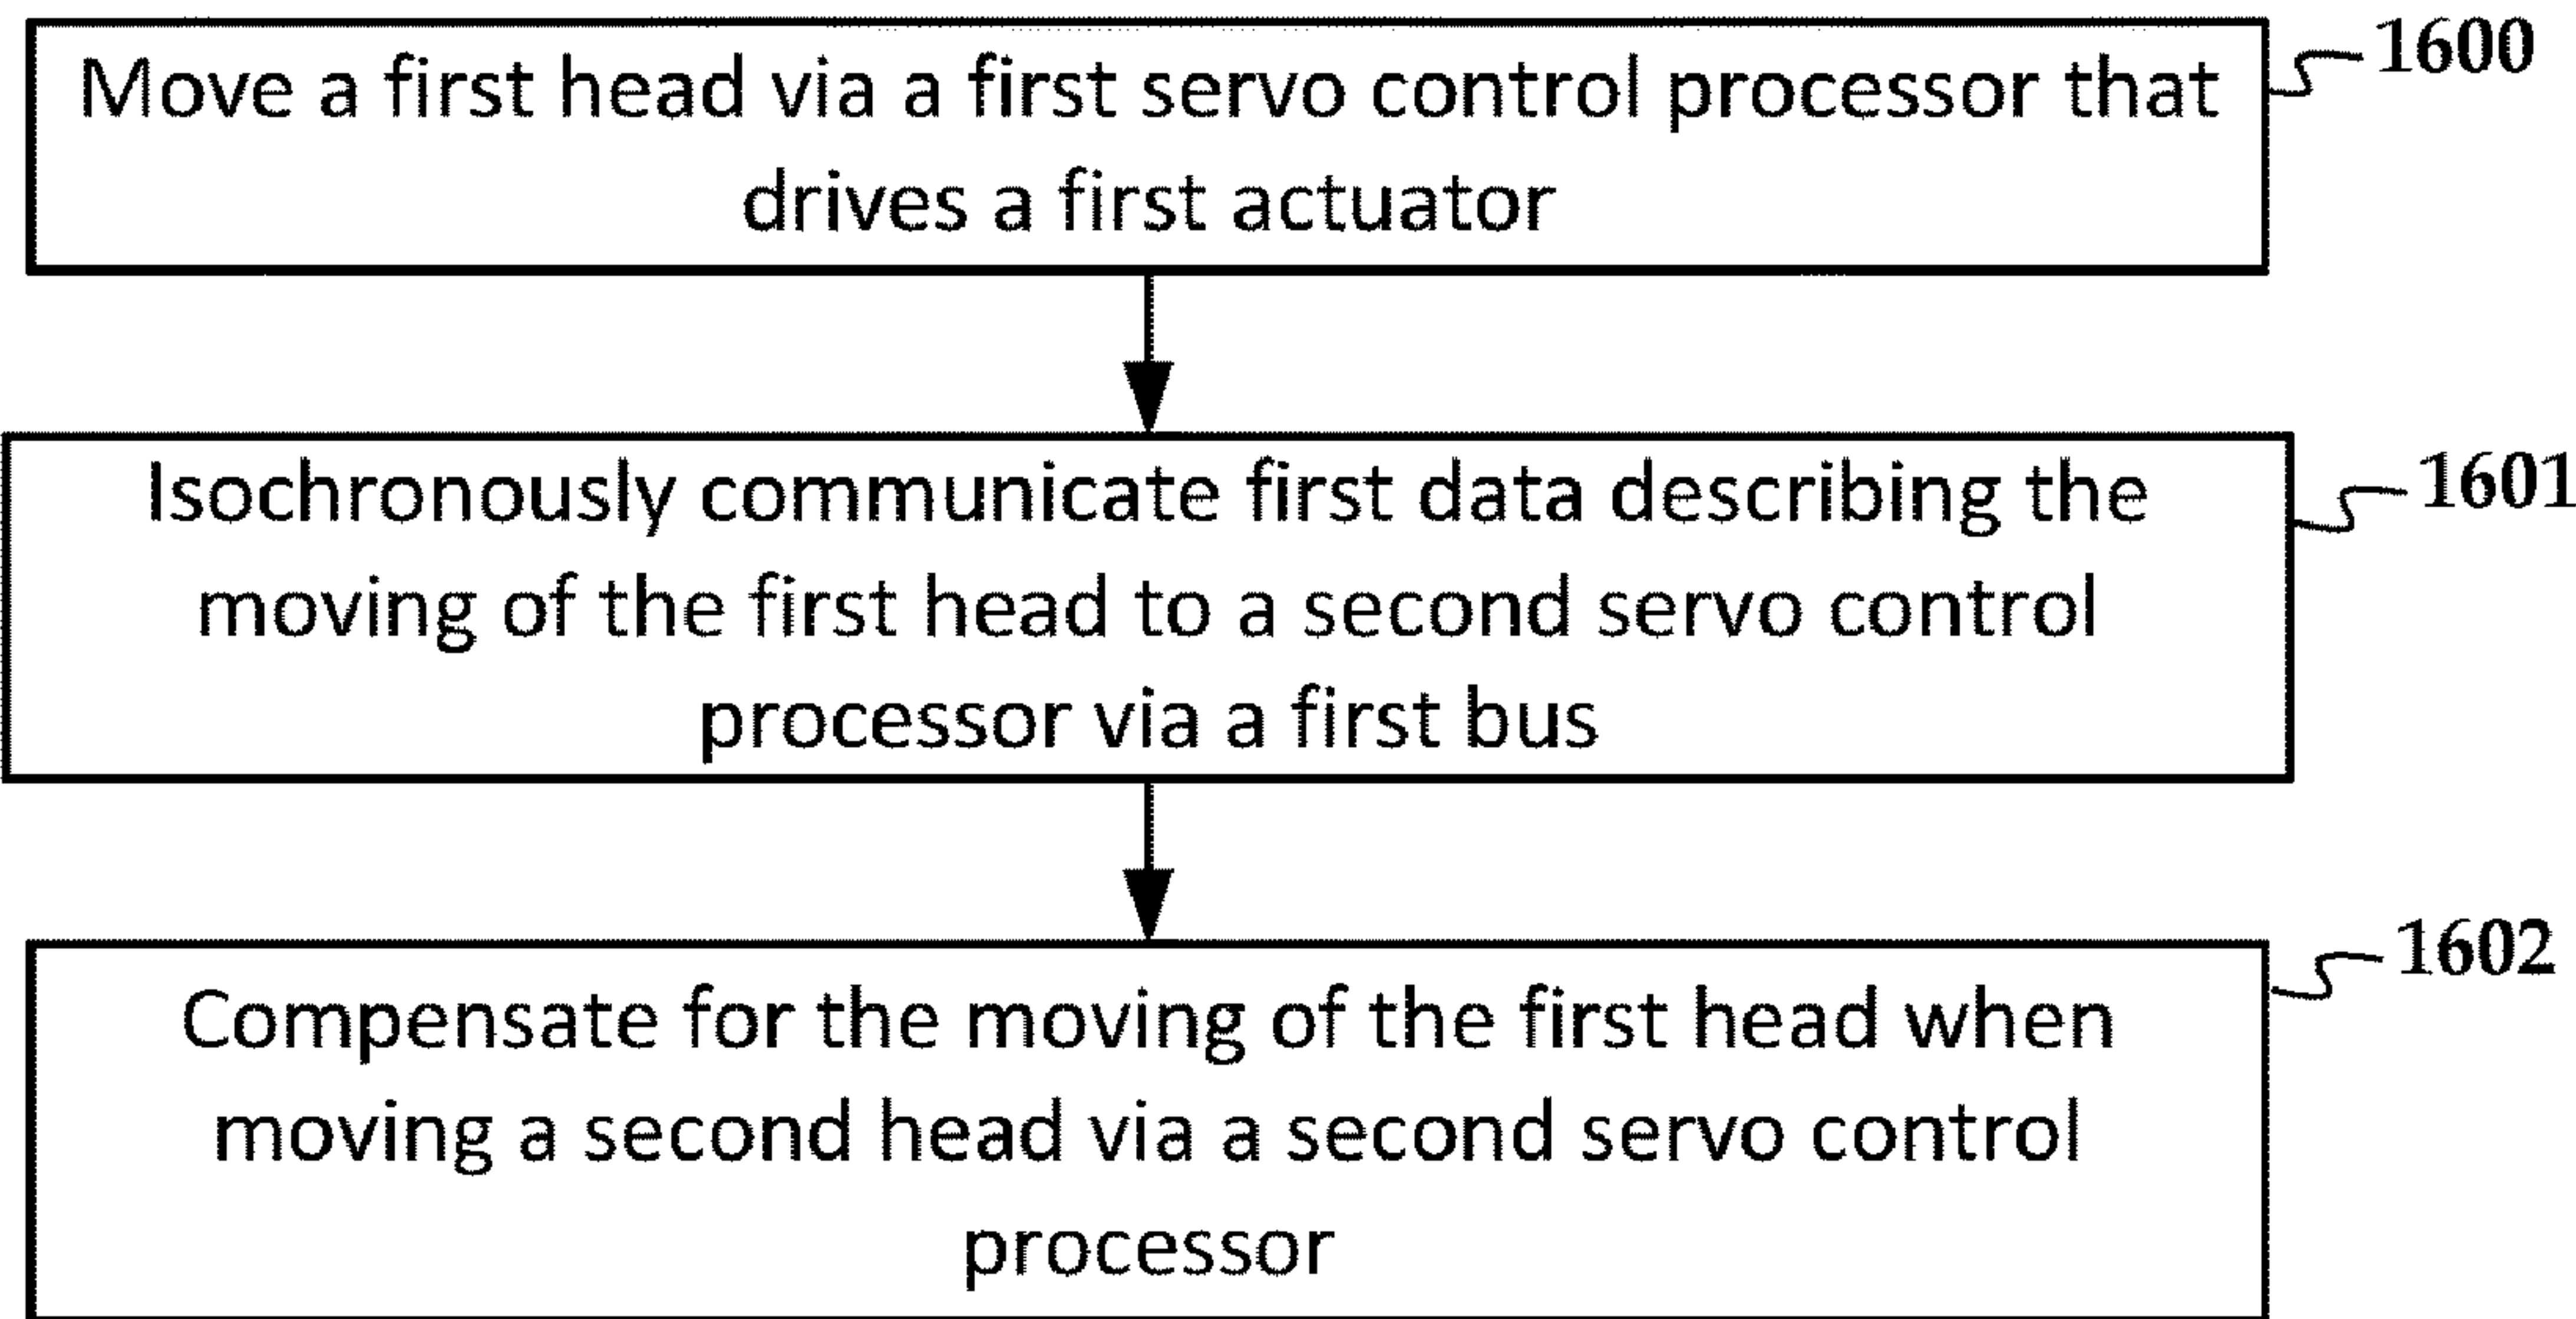 Move a first head via a first servo control processor that
drives a first actuator
1600
Isochronously communicate first data describing the
moving of the first head to a second servo control
processor via a first bus
1601
Compensate for the moving of the first head when
moving a second head via a second servo control
processor
1602